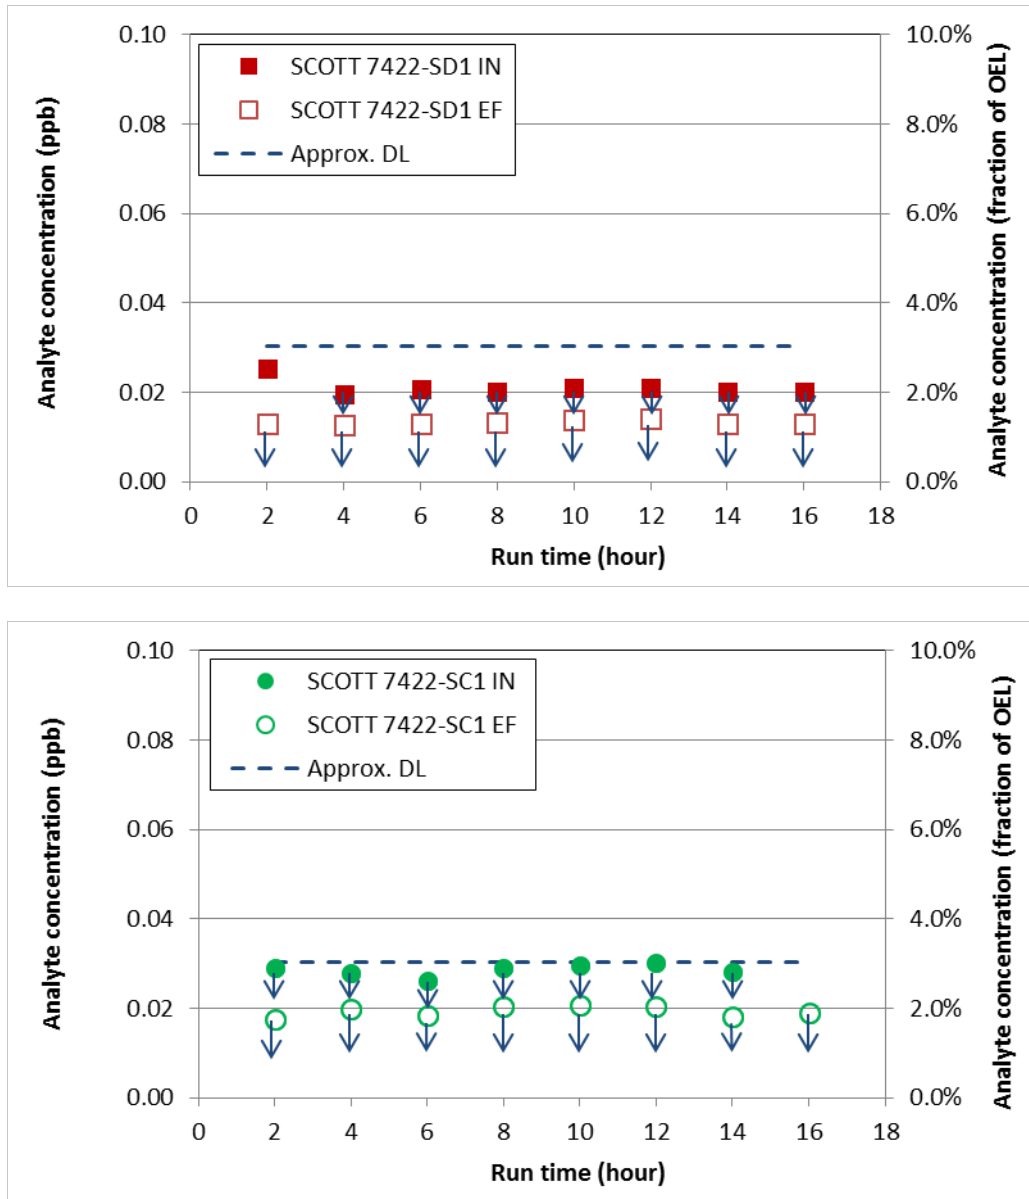 0.10
0.08
0.06
0.04
0.02
0.00
Analyte concentration (ppb)
SCOTT 7422-SD1 IN
SCOTT 7422-SD1 EF
Approx. DL
10.0%
8.0%
6.0%
4.0%
2.0%
0.0%
Analyte concentration (fraction of OEL)
0 2 4 6 8 10 12 14 16 18
Run time (hour)
0.10
0.08
0.06
0.04
0.02
0.00
Analyte concentration (ppb)
SCOTT 7422-SC1 IN
SCOTT 7422-SC1 EF
Approx. DL
10.0%
8.0%
6.0%
4.0%
2.0%
0.0%
Analyte concentration (fraction of OEL)
0 2 4 6 8 10 12 14 16 18
Run time (hour)